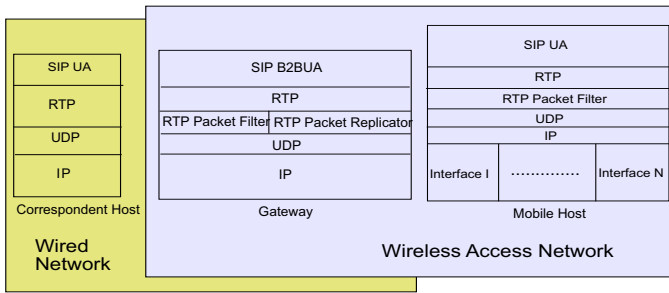 SIP UA
RTP
UDP
IP
Correspondent Host
Wired
Network
SIP B2BUA
RTP
RTP Packet Filter
RTP Packet Replicator
UDP
IP
Gateway
SIP UA
RTP
RTP Packet Filter
UDP
IP
Interface I
..............
Interface N
Mobile Host
Wireless Access Network